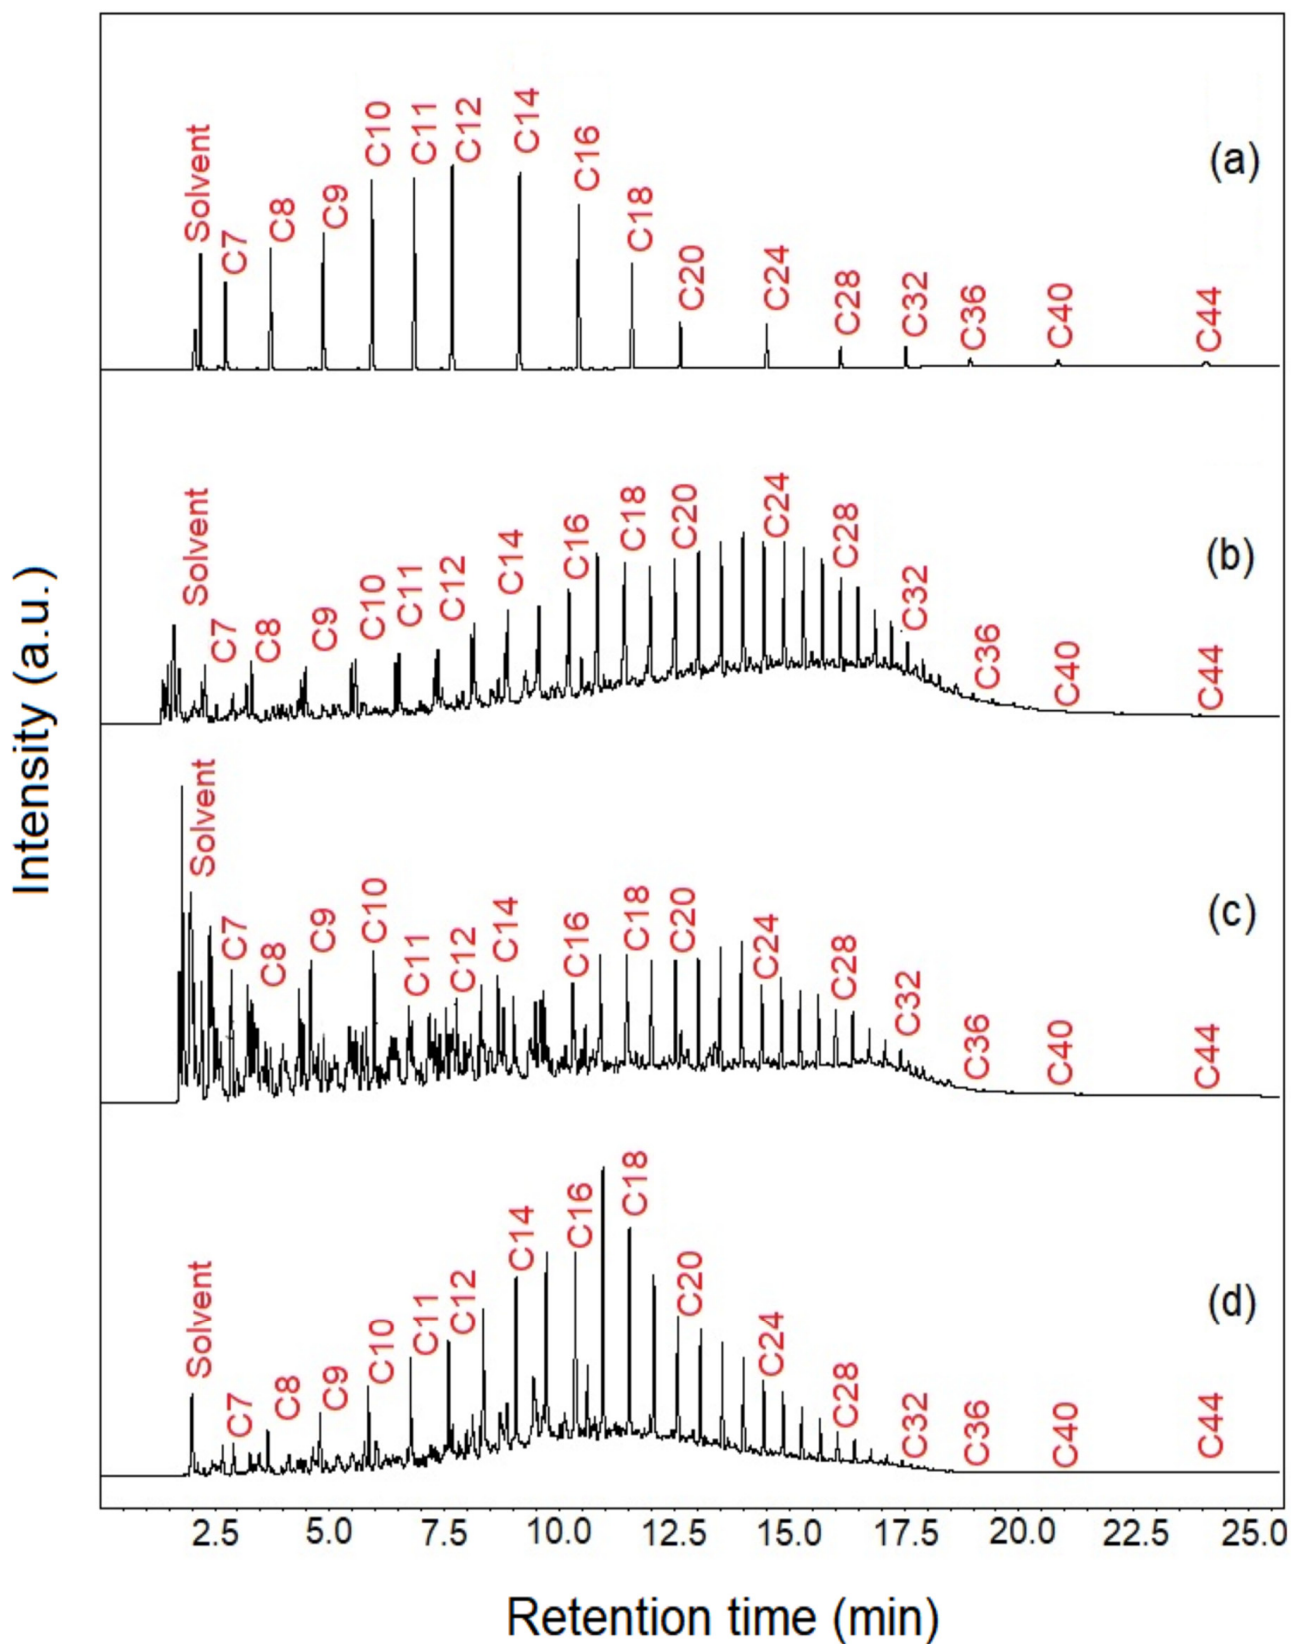 Intensity (a.u.)
(a)
Solvent
C7
C8
C9
C10
C11
C12
C14
C16
C18
C20
C24
C28
C32
C36
C40
C44
(b)
Solvent
C7
C8
C9
C10
C11
C12
C14
C16
C18
C20
C24
C28
C32
C36
C40
C44
(c)
Solvent
C7
C8
C9
C10
C11
C12
C14
C16
C18
C20
C24
C28
C32
C36
C40
C44
(d)
Solvent
C7
C8
C9
C10
C11
C12
C14
C16
C18
C20
C24
C28
C32
C36
C40
C44
2.5 5.0 7.5 10.0 12.5 15.0 17.5 20.0 22.5 25.0
Retention time (min)